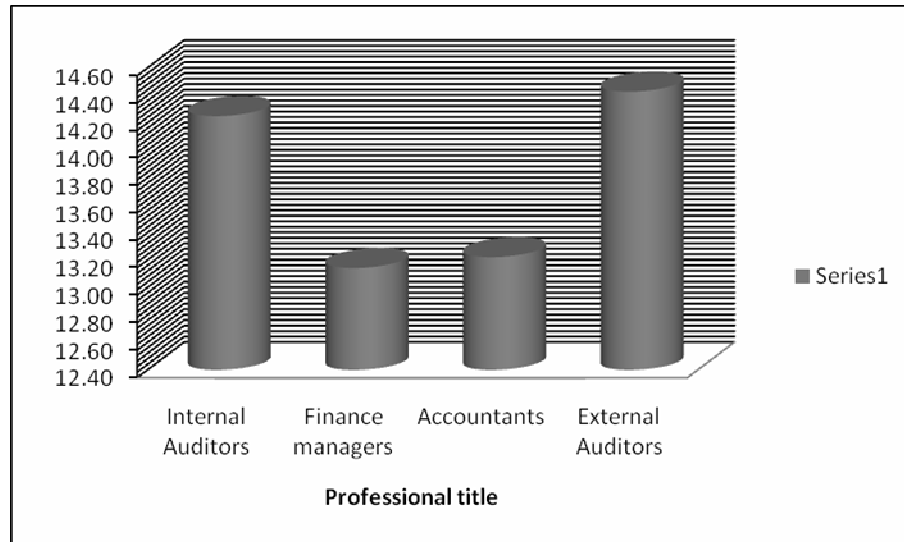 14.60
14.40
14.20
14.00
13.80
13.60
13.40
13.20
13.00
12.80
12.60
12.40
Internal Auditors
Finance managers
Accountants
External Auditors
Professional title
Series1